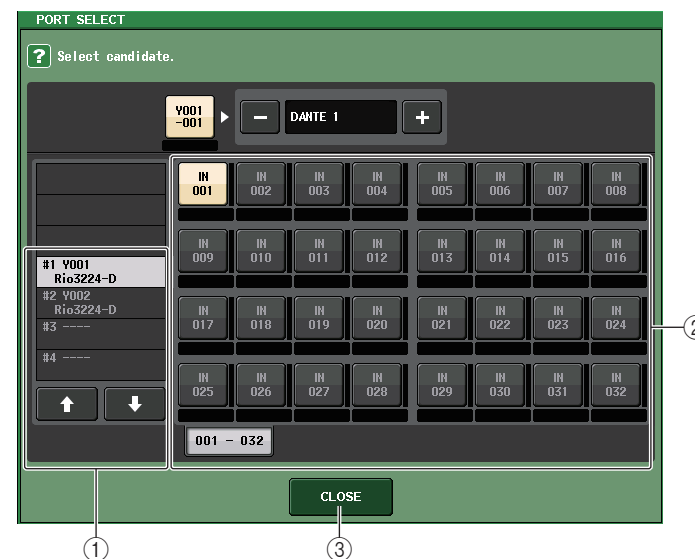 PORT SELECT
? Select candidate.
Y001
-001
− DANTE 1 +
IN 001 IN 002 IN 003 IN 004 IN 005 IN 006 IN 007 IN 008
IN 009 IN 010 IN 011 IN 012 IN 013 IN 014 IN 015 IN 016
IN 017 IN 018 IN 019 IN 020 IN 021 IN 022 IN 023 IN 024
IN 025 IN 026 IN 027 IN 028 IN 029 IN 030 IN 031 IN 032
#1 Y001
Rio3224-D
#2 Y002
Rio3224-D
#3 ----
#4 ----
001 - 032
CLOSE
①
②
③